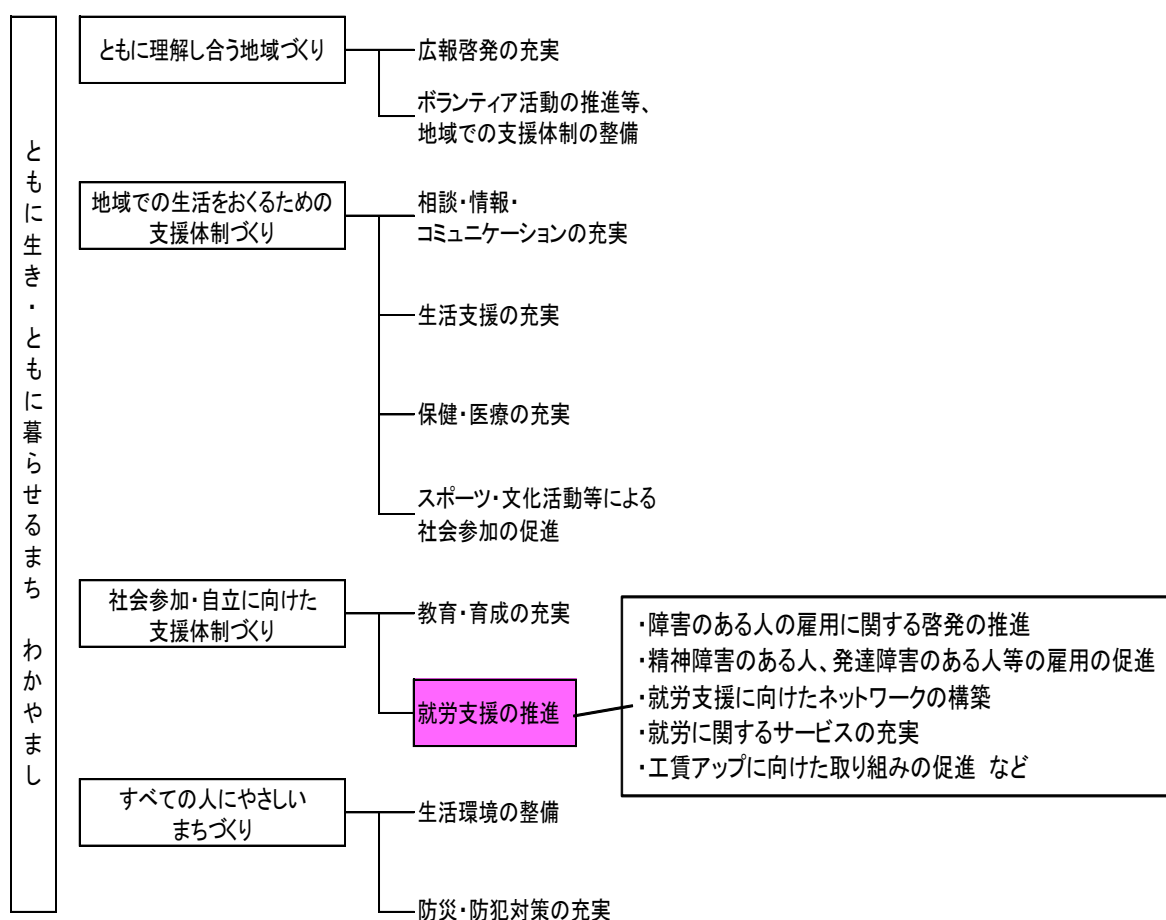 ともに生き・ともに暮らせるまち わかやまし
ともに理解し合う地域づくり
広報啓発の充実
ボランティア活動の推進等、
地域での支援体制の整備
地域での生活をおくるための
支援体制づくり
相談・情報・
コミュニケーションの充実
生活支援の充実
保健・医療の充実
スポーツ・文化活動等による
社会参加の促進
社会参加・自立に向けた
支援体制づくり
教育・育成の充実
就労支援の推進
・障害のある人の雇用に関する啓発の推進
・精神障害のある人、発達障害のある人等の雇用の促進
・就労支援に向けたネットワークの構築
・就労に関するサービスの充実
・工賃アップに向けた取り組みの促進 など
すべての人にやさしい
まちづくり
生活環境の整備
防災・防犯対策の充実